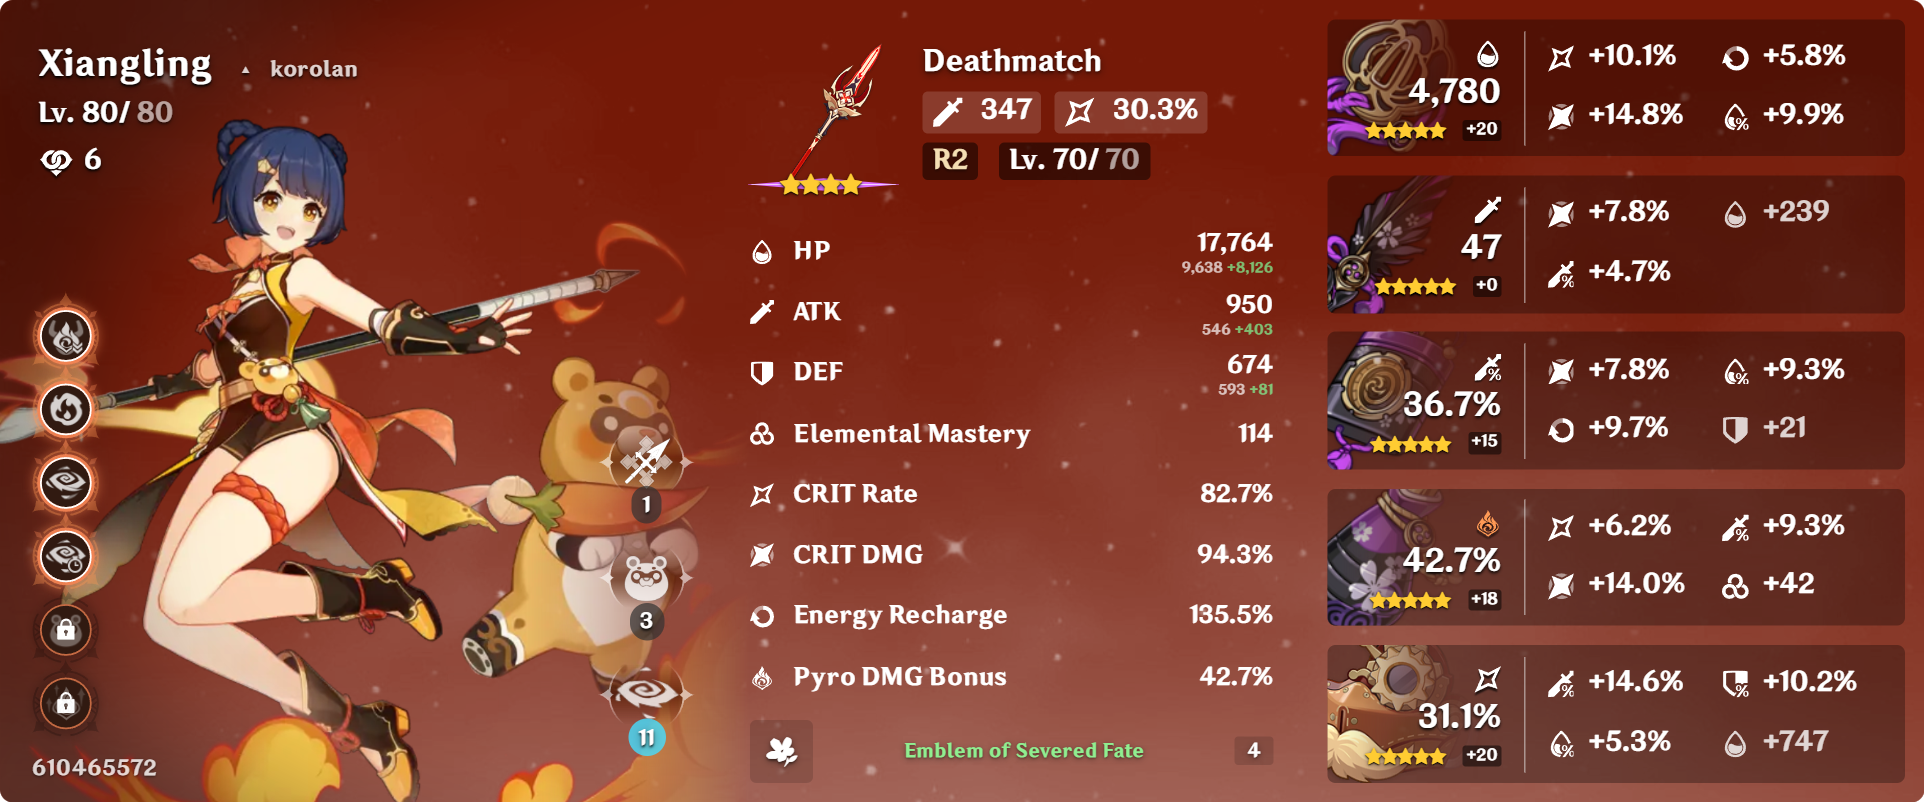 Xiangling ▲ korolan
Lv. 80/ 80
6
1
3
11
610465572
Deathmatch
347 30.3%
R2 Lv. 70/ 70
HP 17,764
9,638 +8,126
ATK 950
546 +403
DEF 674
593 +81
Elemental Mastery 114
CRIT Rate 82.7%
CRIT DMG 94.3%
Energy Recharge 135.5%
Pyro DMG Bonus 42.7%
Emblem of Severed Fate 4
4,780
+20
+10.1% +5.8%
+14.8% +9.9%
47
+0
+7.8% +239
+4.7%
36.7%
+15
+7.8% +9.3%
+9.7% +21
42.7%
+18
+6.2% +9.3%
+14.0% +42
31.1%
+20
+14.6% +10.2%
+5.3% +747